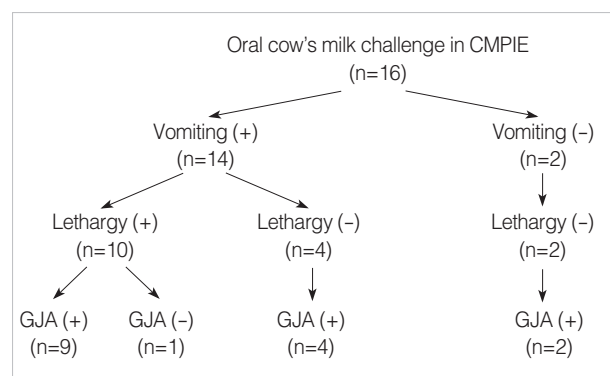 Oral cow's milk challenge in CMPIE
(n=16)
Vomiting (+)
(n=14)
Vomiting (–)
(n=2)
Lethargy (+)
(n=10)
Lethargy (–)
(n=4)
Lethargy (–)
(n=2)
GJA (+)
(n=9)
GJA (–)
(n=1)
GJA (+)
(n=4)
GJA (+)
(n=2)